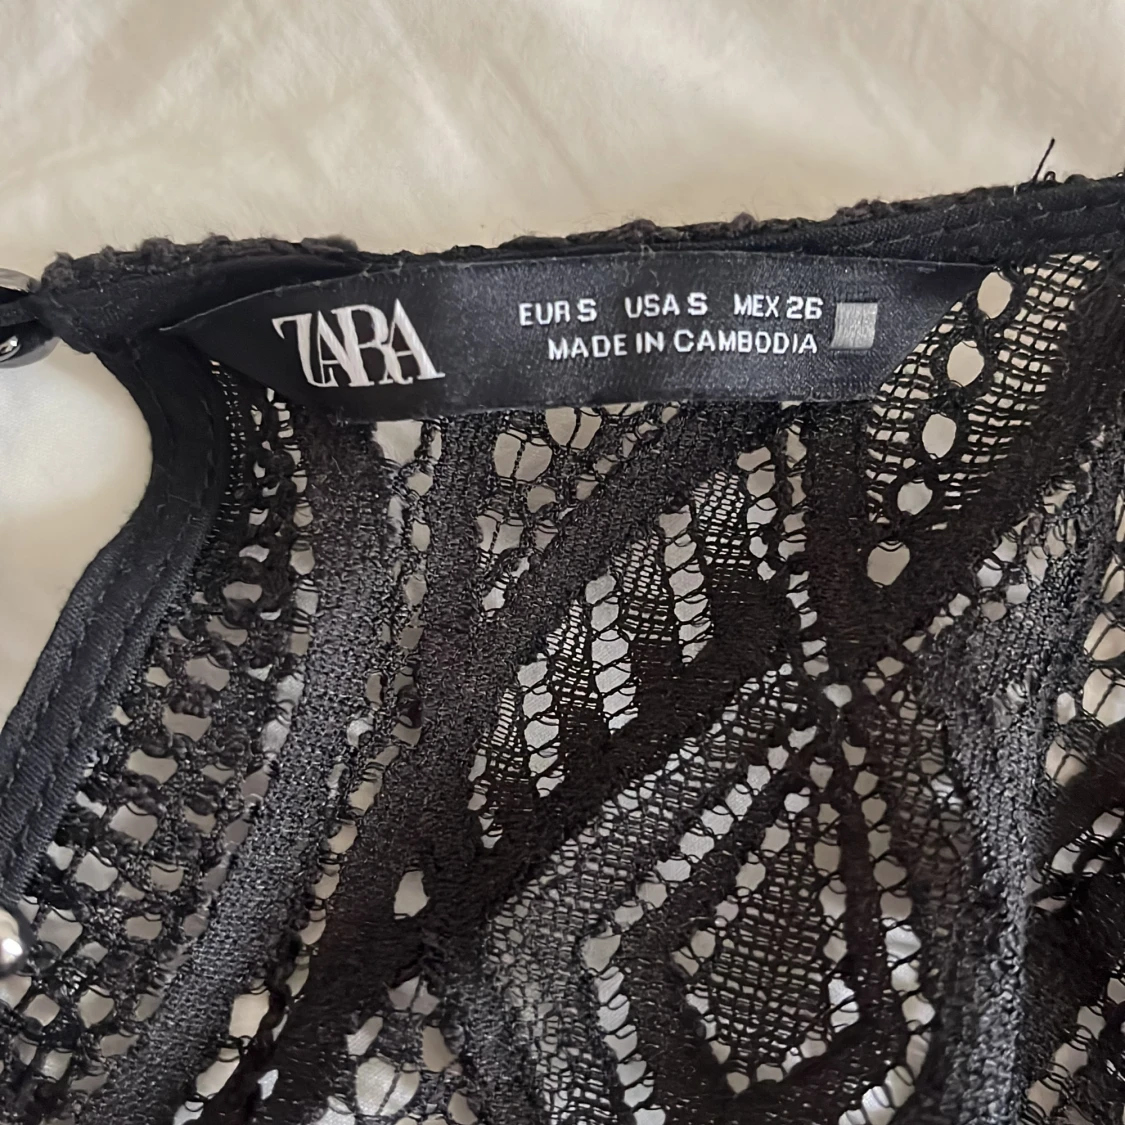 ZARA
EUR S USA S MEX 26
MADE IN CAMBODIA